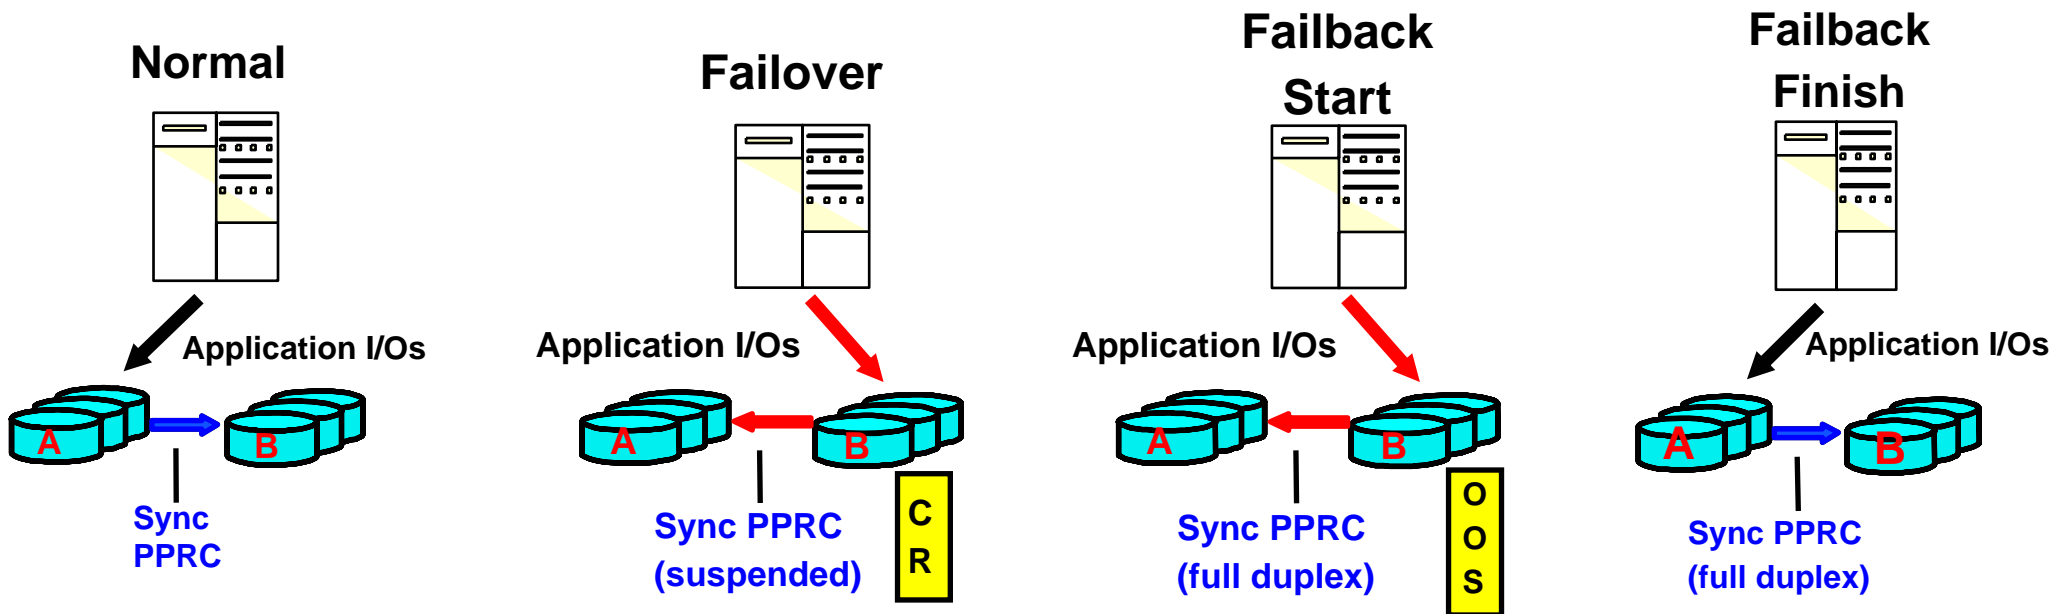 Normal
Application I/Os
A
B
Sync
PPRC
Failover
Application I/Os
A
B
Sync PPRC
(suspended)
C
R
Failback
Start
Application I/Os
A
B
Sync PPRC
(full duplex)
O
O
S
Failback
Finish
Application I/Os
A
B
Sync PPRC
(full duplex)